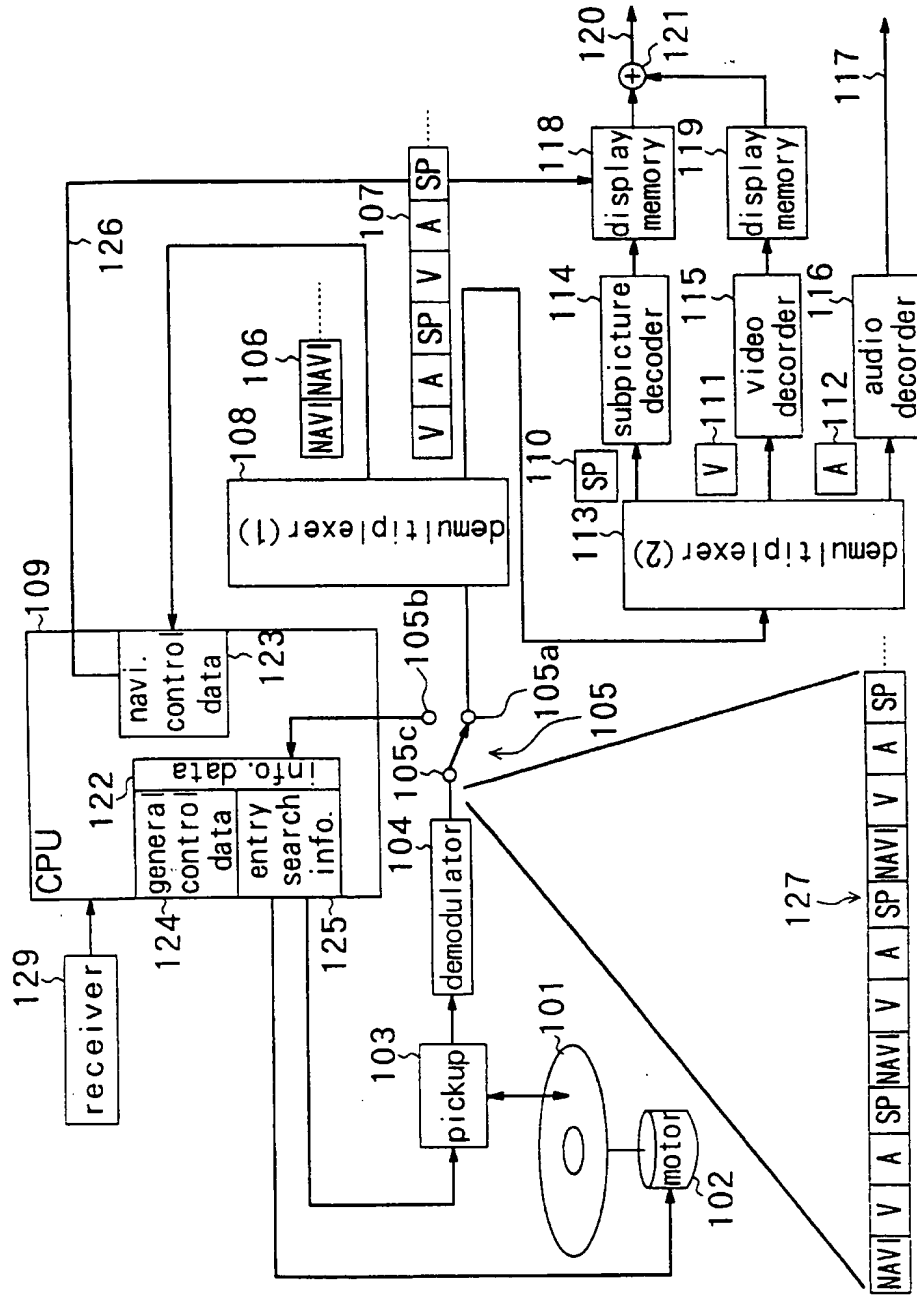 129
receiver
CPU
109
124
general
control
data
122
info.data
entry
search
info.
125
navi.
control
data
123
126
103
pickup
104
demodulator
105c
105b
105a
105
101
motor
102
108
demultiplexer(1)
106
NAVI NAVI ......
107
V A SP V A SP ......
113
demultiplexer(2)
110
SP
V
111
A
112
114
subpicture
decoder
115
video
decorder
116
audio
decorder
118
display
memory
119
display
memory
120
+
121
117
127
NAVI V A SP NAVI V A SP NAVI V A SP ......